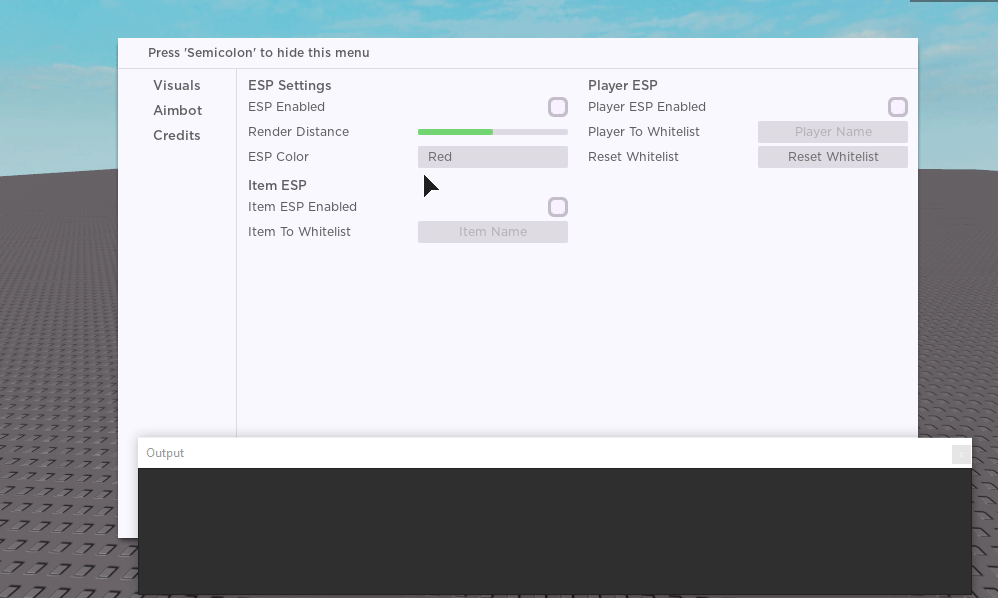 Press 'Semicolon' to hide this menu
Visuals
Aimbot
Credits
ESP Settings
ESP Enabled
Render Distance
ESP Color
Red
Item ESP
Item ESP Enabled
Item To Whitelist
Item Name
Player ESP
Player ESP Enabled
Player To Whitelist
Player Name
Reset Whitelist
Reset Whitelist
Output
x